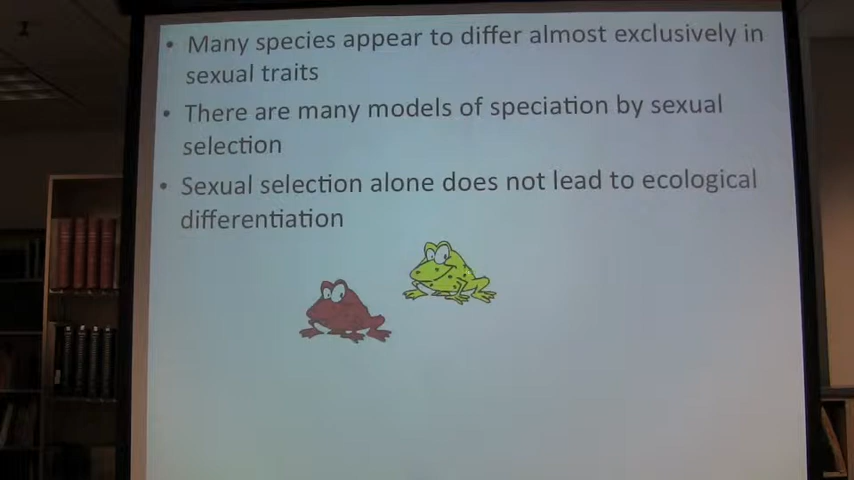 • Many species appear to differ almost exclusively in
sexual traits
• There are many models of speciation by sexual
selection
• Sexual selection alone does not lead to ecological
differentiation